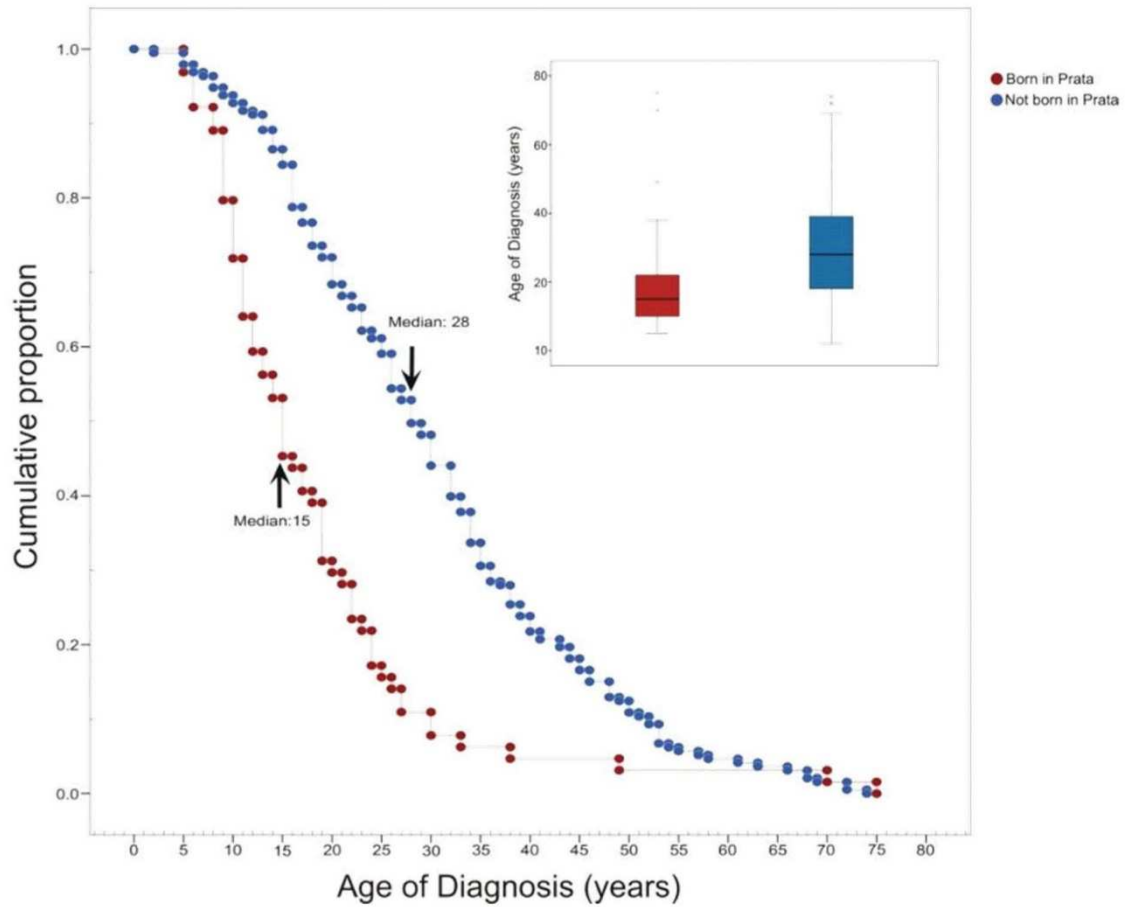 1.0
0.8
0.6
0.4
0.2
0.0
Cumulative proportion
0 5 10 15 20 25 30 35 40 45 50 55 60 65 70 75 80
Age of Diagnosis (years)
Median: 28
Median:15
80
60
40
20
10
Age of Diagnosis (years)
Born in Prata
Not born in Prata